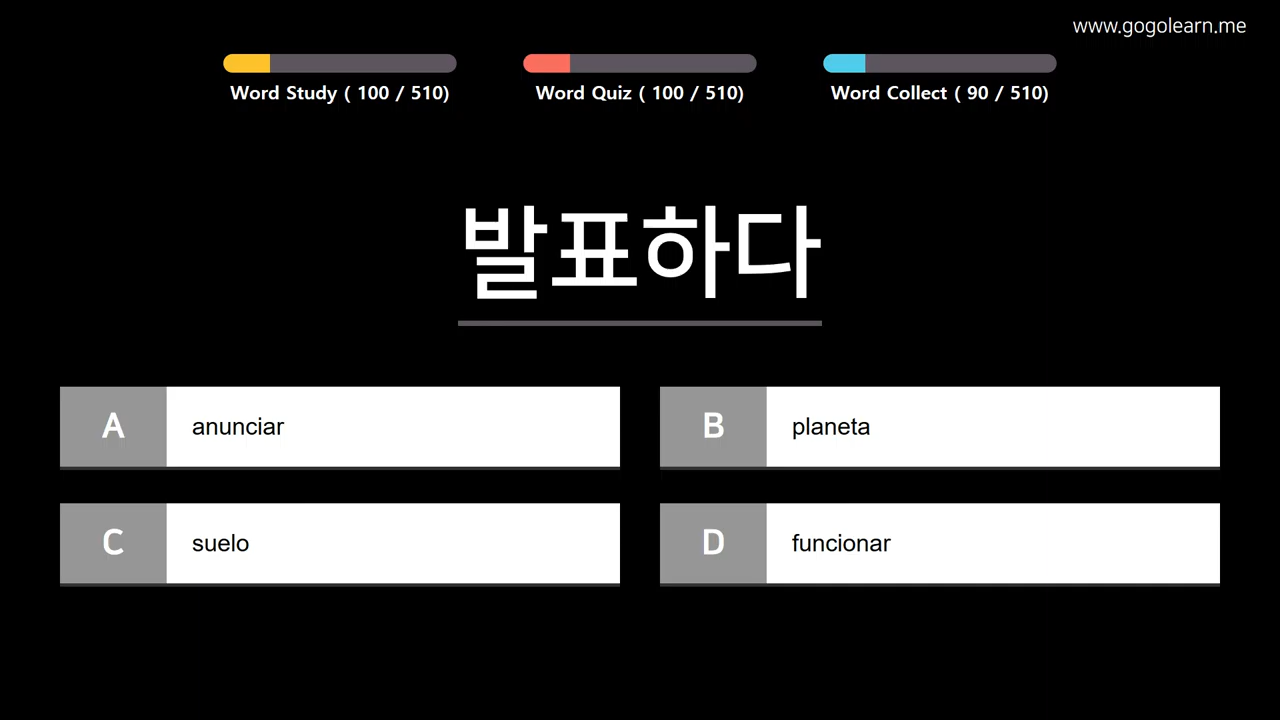 www.gogolearn.me
Word Study ( 100 / 510)
Word Quiz ( 100 / 510)
Word Collect ( 90 / 510)
발표하다
A anunciar
B planeta
C suelo
D funcionar